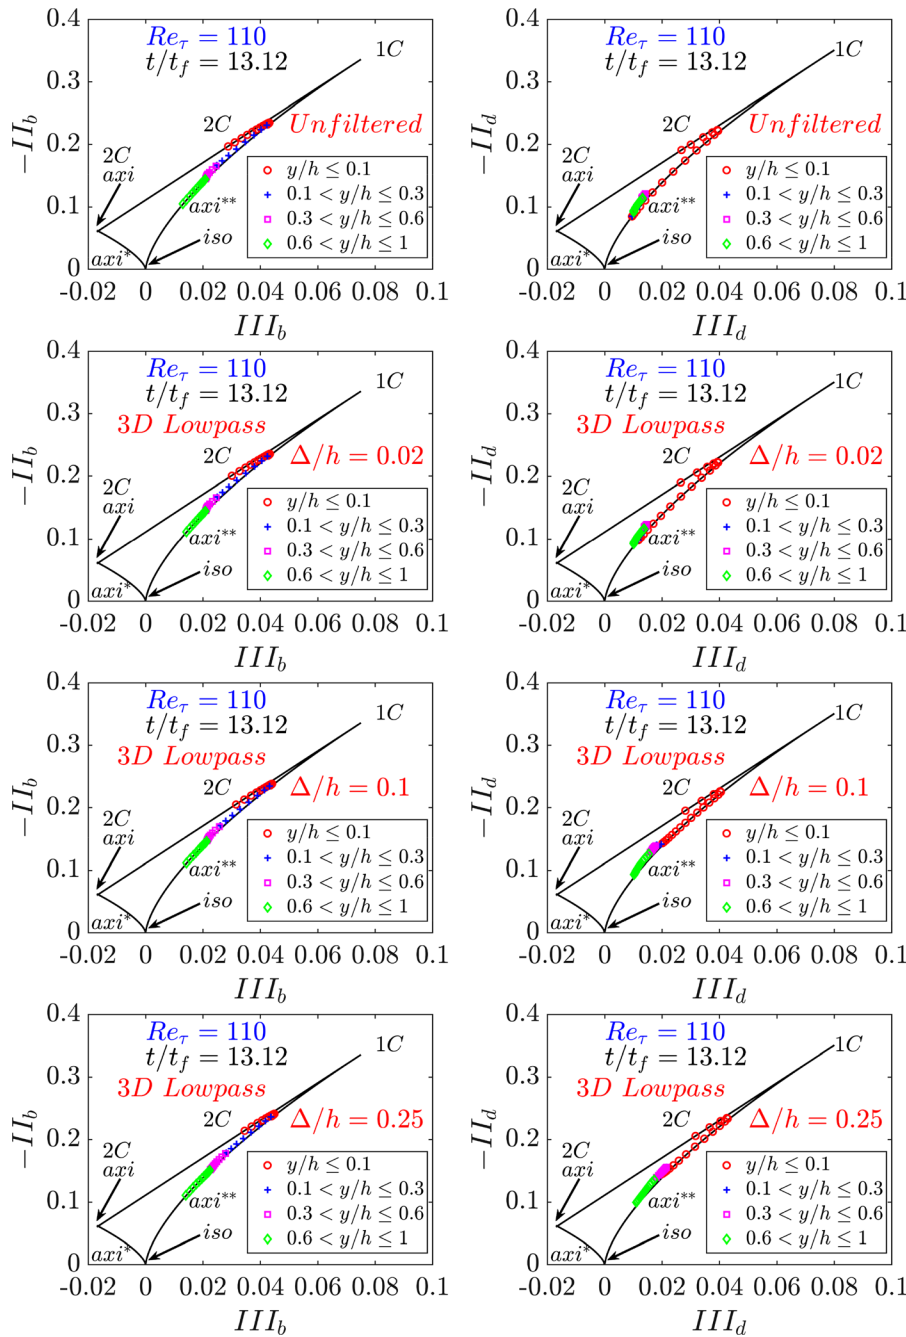 0.4
Re_τ = 110
t/t_f = 13.12
1C
0.3
−II_b
2C
Unfiltered
0.2
2C
axi
y/h ≤ 0.1
0.1 < y/h ≤ 0.3
0.3 < y/h ≤ 0.6
0.6 < y/h ≤ 1
axi**
0.1
iso
axi*
0
-0.02 0 0.02 0.04 0.06 0.08 0.1
III_b
0.4
Re_τ = 110
t/t_f = 13.12
1C
0.3
−II_d
2C
Unfiltered
0.2
2C
axi
y/h ≤ 0.1
0.1 < y/h ≤ 0.3
0.3 < y/h ≤ 0.6
0.6 < y/h ≤ 1
axi**
0.1
iso
axi*
0
-0.02 0 0.02 0.04 0.06 0.08 0.1
III_d
0.4
Re_τ = 110
t/t_f = 13.12
1C
0.3
3D Lowpass
−II_b
2C
Δ/h = 0.02
0.2
2C
axi
y/h ≤ 0.1
0.1 < y/h ≤ 0.3
0.3 < y/h ≤ 0.6
0.6 < y/h ≤ 1
axi**
0.1
iso
axi*
0
-0.02 0 0.02 0.04 0.06 0.08 0.1
III_b
0.4
Re_τ = 110
t/t_f = 13.12
1C
0.3
3D Lowpass
−II_d
2C
Δ/h = 0.02
0.2
2C
axi
y/h ≤ 0.1
0.1 < y/h ≤ 0.3
0.3 < y/h ≤ 0.6
0.6 < y/h ≤ 1
axi**
0.1
iso
axi*
0
-0.02 0 0.02 0.04 0.06 0.08 0.1
III_d
0.4
Re_τ = 110
t/t_f = 13.12
1C
0.3
3D Lowpass
−II_b
2C
Δ/h = 0.1
0.2
2C
axi
y/h ≤ 0.1
0.1 < y/h ≤ 0.3
0.3 < y/h ≤ 0.6
0.6 < y/h ≤ 1
axi**
0.1
iso
axi*
0
-0.02 0 0.02 0.04 0.06 0.08 0.1
III_b
0.4
Re_τ = 110
t/t_f = 13.12
1C
0.3
3D Lowpass
−II_d
2C
Δ/h = 0.1
0.2
2C
axi
y/h ≤ 0.1
0.1 < y/h ≤ 0.3
0.3 < y/h ≤ 0.6
0.6 < y/h ≤ 1
axi**
0.1
iso
axi*
0
-0.02 0 0.02 0.04 0.06 0.08 0.1
III_d
0.4
Re_τ = 110
t/t_f = 13.12
1C
0.3
3D Lowpass
−II_b
2C
Δ/h = 0.25
0.2
2C
axi
y/h ≤ 0.1
0.1 < y/h ≤ 0.3
0.3 < y/h ≤ 0.6
0.6 < y/h ≤ 1
axi**
0.1
iso
axi*
0
-0.02 0 0.02 0.04 0.06 0.08 0.1
III_b
0.4
Re_τ = 110
t/t_f = 13.12
1C
0.3
3D Lowpass
−II_d
2C
Δ/h = 0.25
0.2
2C
axi
y/h ≤ 0.1
0.1 < y/h ≤ 0.3
0.3 < y/h ≤ 0.6
0.6 < y/h ≤ 1
axi**
0.1
iso
axi*
0
-0.02 0 0.02 0.04 0.06 0.08 0.1
III_d